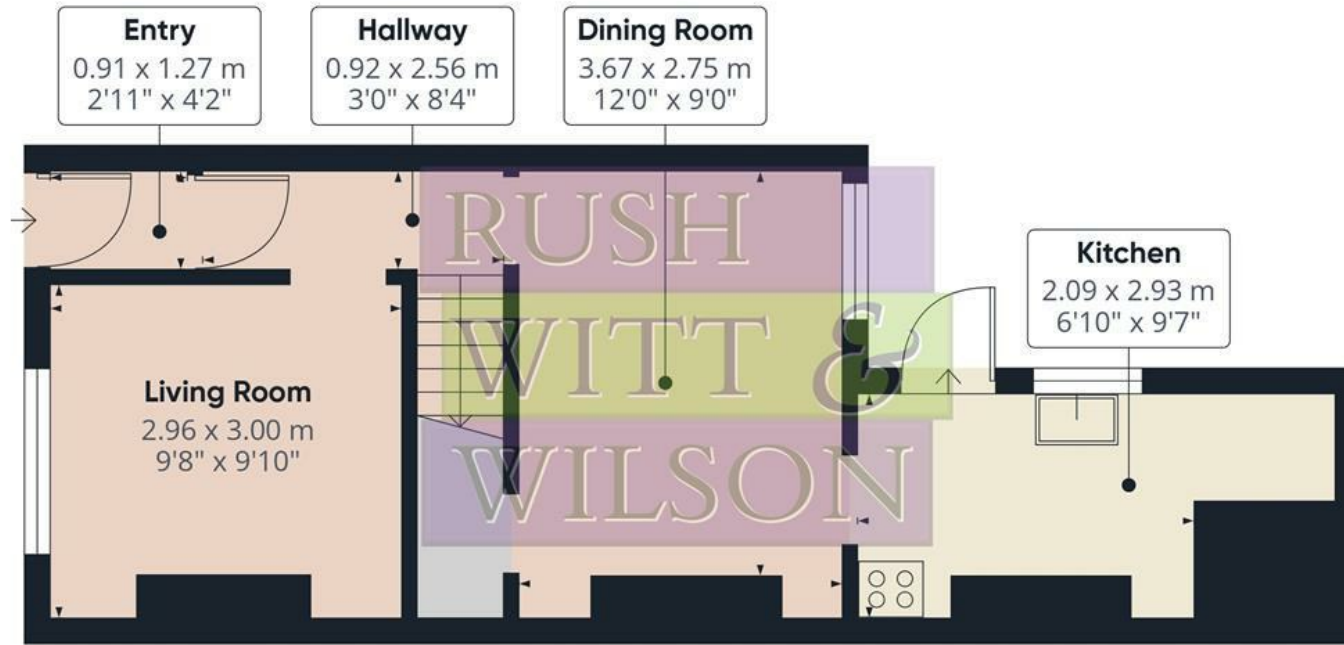 Entry
0.91 x 1.27 m
2'11" x 4'2"
Hallway
0.92 x 2.56 m
3'0" x 8'4"
Dining Room
3.67 x 2.75 m
12'0" x 9'0"
Kitchen
2.09 x 2.93 m
6'10" x 9'7"
Living Room
2.96 x 3.00 m
9'8" x 9'10"
RUSH
WITT &
WILSON